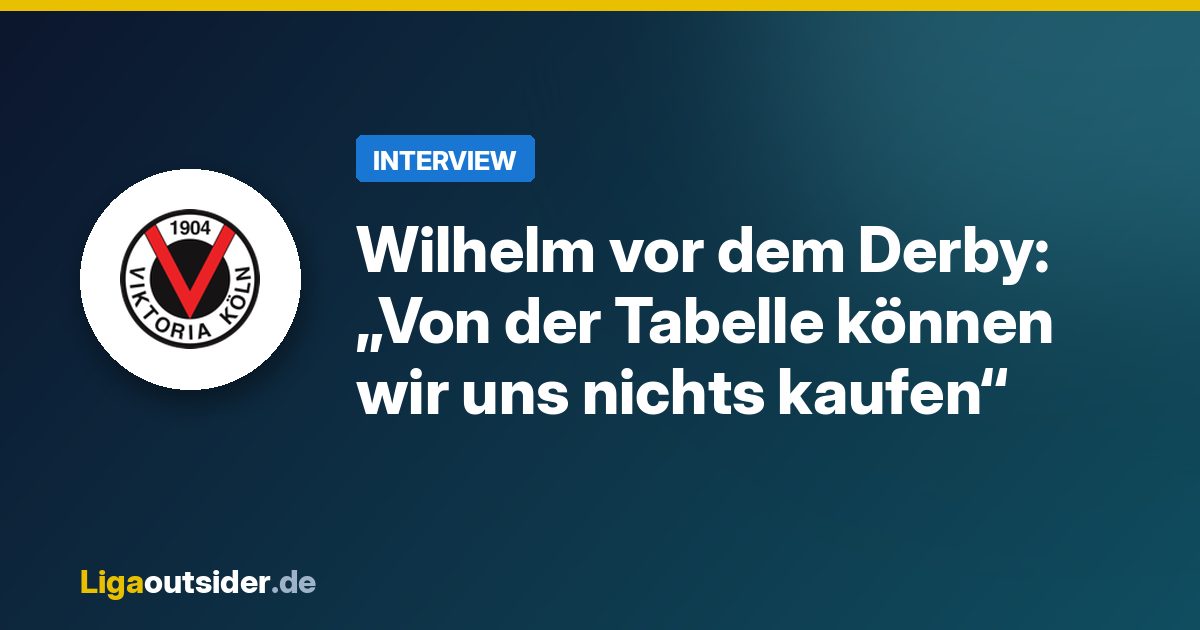 INTERVIEW
1904
VIKTORIA KÖLN
Wilhelm vor dem Derby:
„Von der Tabelle können
wir uns nichts kaufen“
Ligaoutsider.de